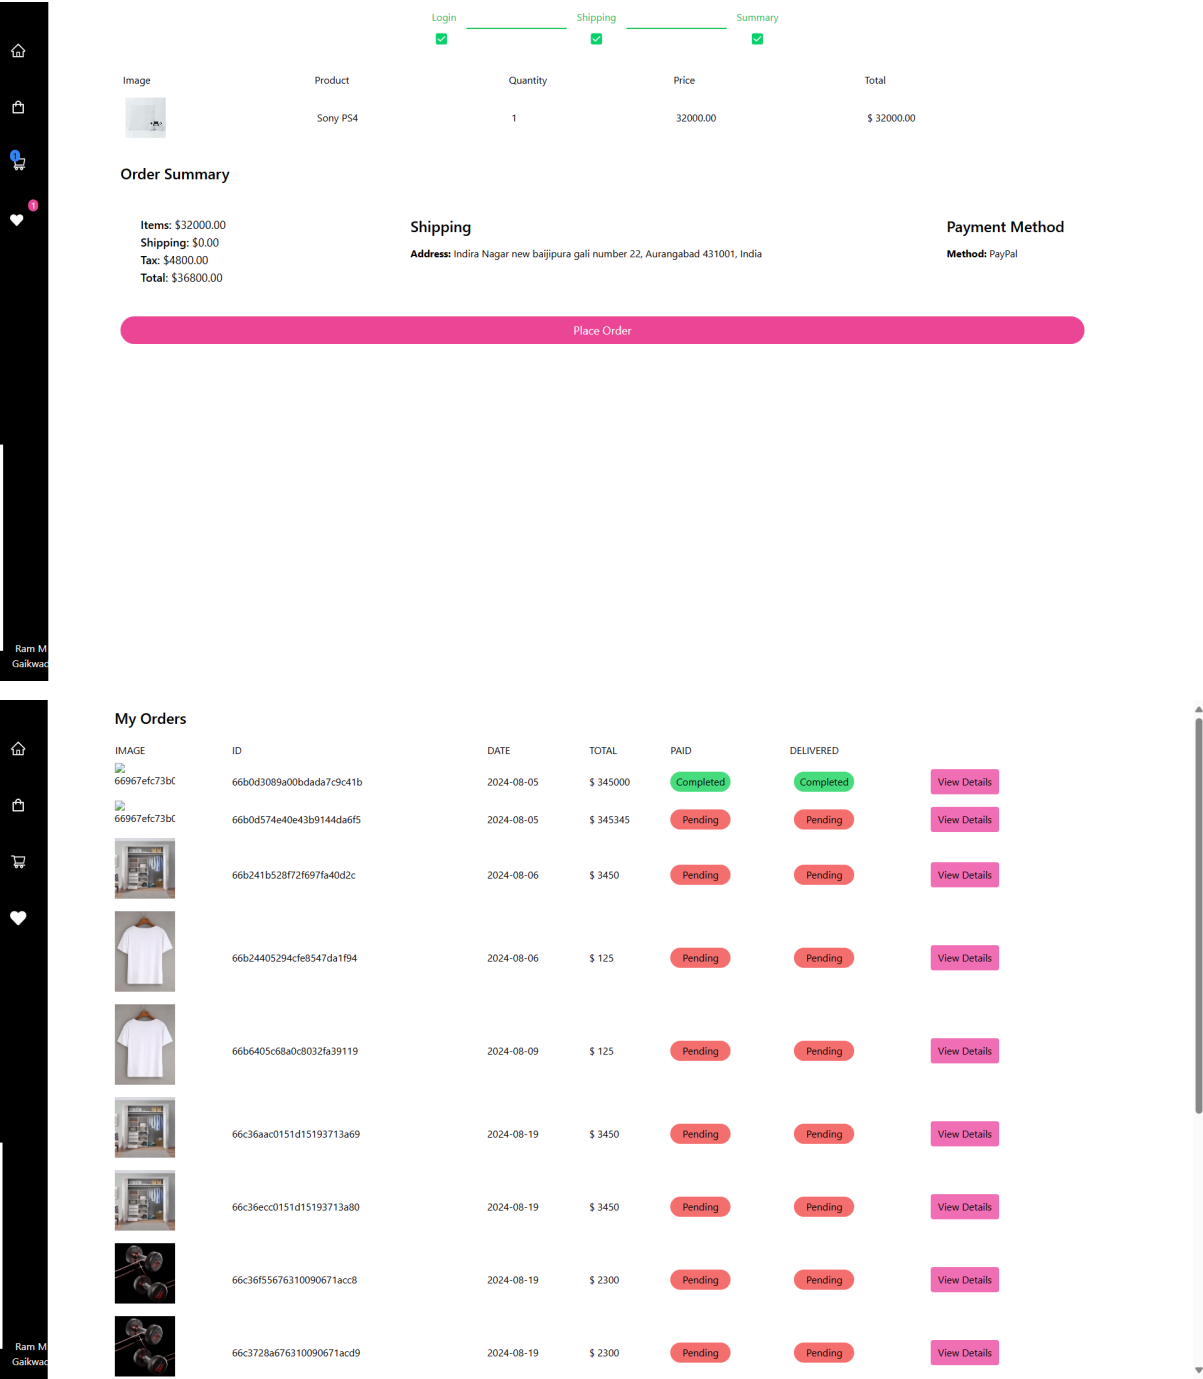 Login Shipping Summary
Image Product Quantity Price Total
Sony PS4 1 32000.00 $ 32000.00
1
1
Order Summary
Items: $32000.00
Shipping: $0.00
Tax: $4800.00
Total: $36800.00
Shipping
Address: Indira Nagar new baijipura gali number 22, Aurangabad 431001, India
Payment Method
Method: PayPal
Place Order
Ram M
Gaikwad
My Orders
IMAGE ID DATE TOTAL PAID DELIVERED
66967efc73b0 66b0d3089a00bdada7c9c41b 2024-08-05 $ 345000 Completed Completed View Details
66967efc73b0 66b0d574e40e43b9144da6f5 2024-08-05 $ 345345 Pending Pending View Details
66b241b528f72f697fa40d2c 2024-08-06 $ 3450 Pending Pending View Details
66b24405294cfe8547da1f94 2024-08-06 $ 125 Pending Pending View Details
66b6405c68a0c8032fa39119 2024-08-09 $ 125 Pending Pending View Details
66c36aac0151d15193713a69 2024-08-19 $ 3450 Pending Pending View Details
66c36ecc0151d15193713a80 2024-08-19 $ 3450 Pending Pending View Details
66c36f55676310090671acc8 2024-08-19 $ 2300 Pending Pending View Details
66c3728a676310090671acd9 2024-08-19 $ 2300 Pending Pending View Details
Ram M
Gaikwad